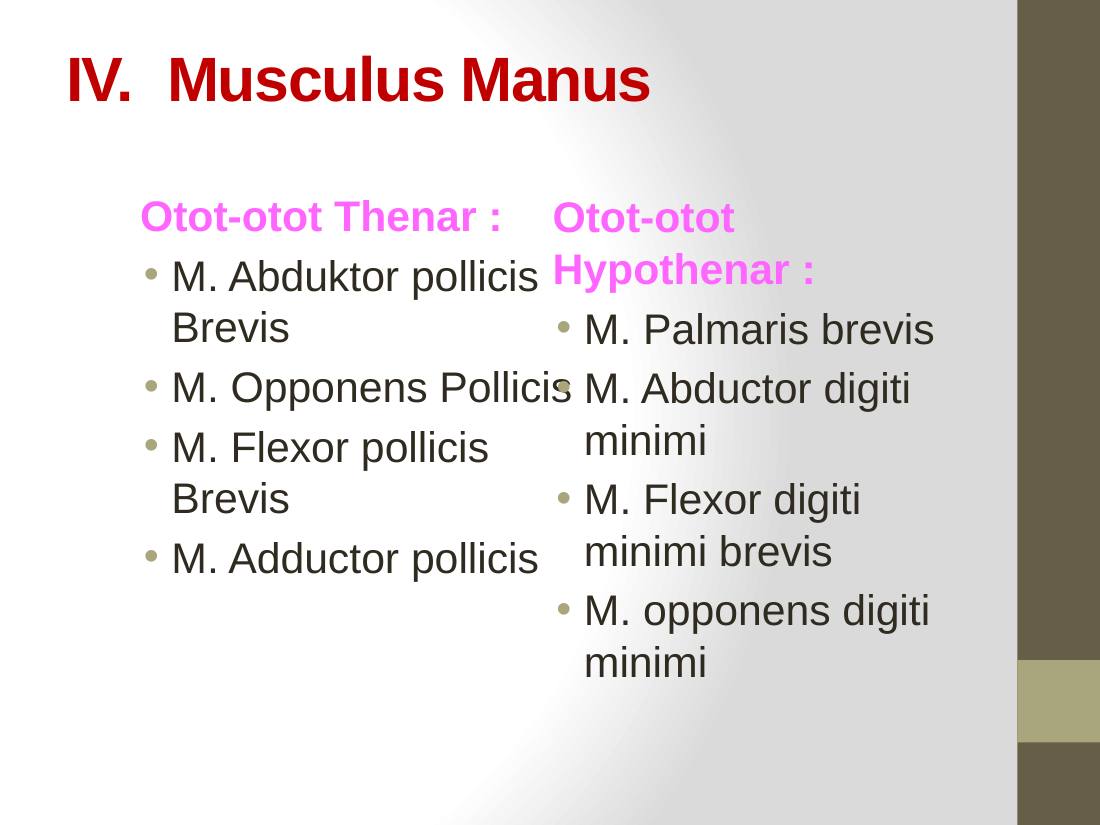 IV. Musculus Manus
Otot-otot Thenar :
• M. Abduktor pollicis
Brevis
• M. Opponens Pollicis
• M. Flexor pollicis
Brevis
• M. Adductor pollicis
Otot-otot
Hypothenar :
• M. Palmaris brevis
• M. Abductor digiti
minimi
• M. Flexor digiti
minimi brevis
• M. opponens digiti
minimi